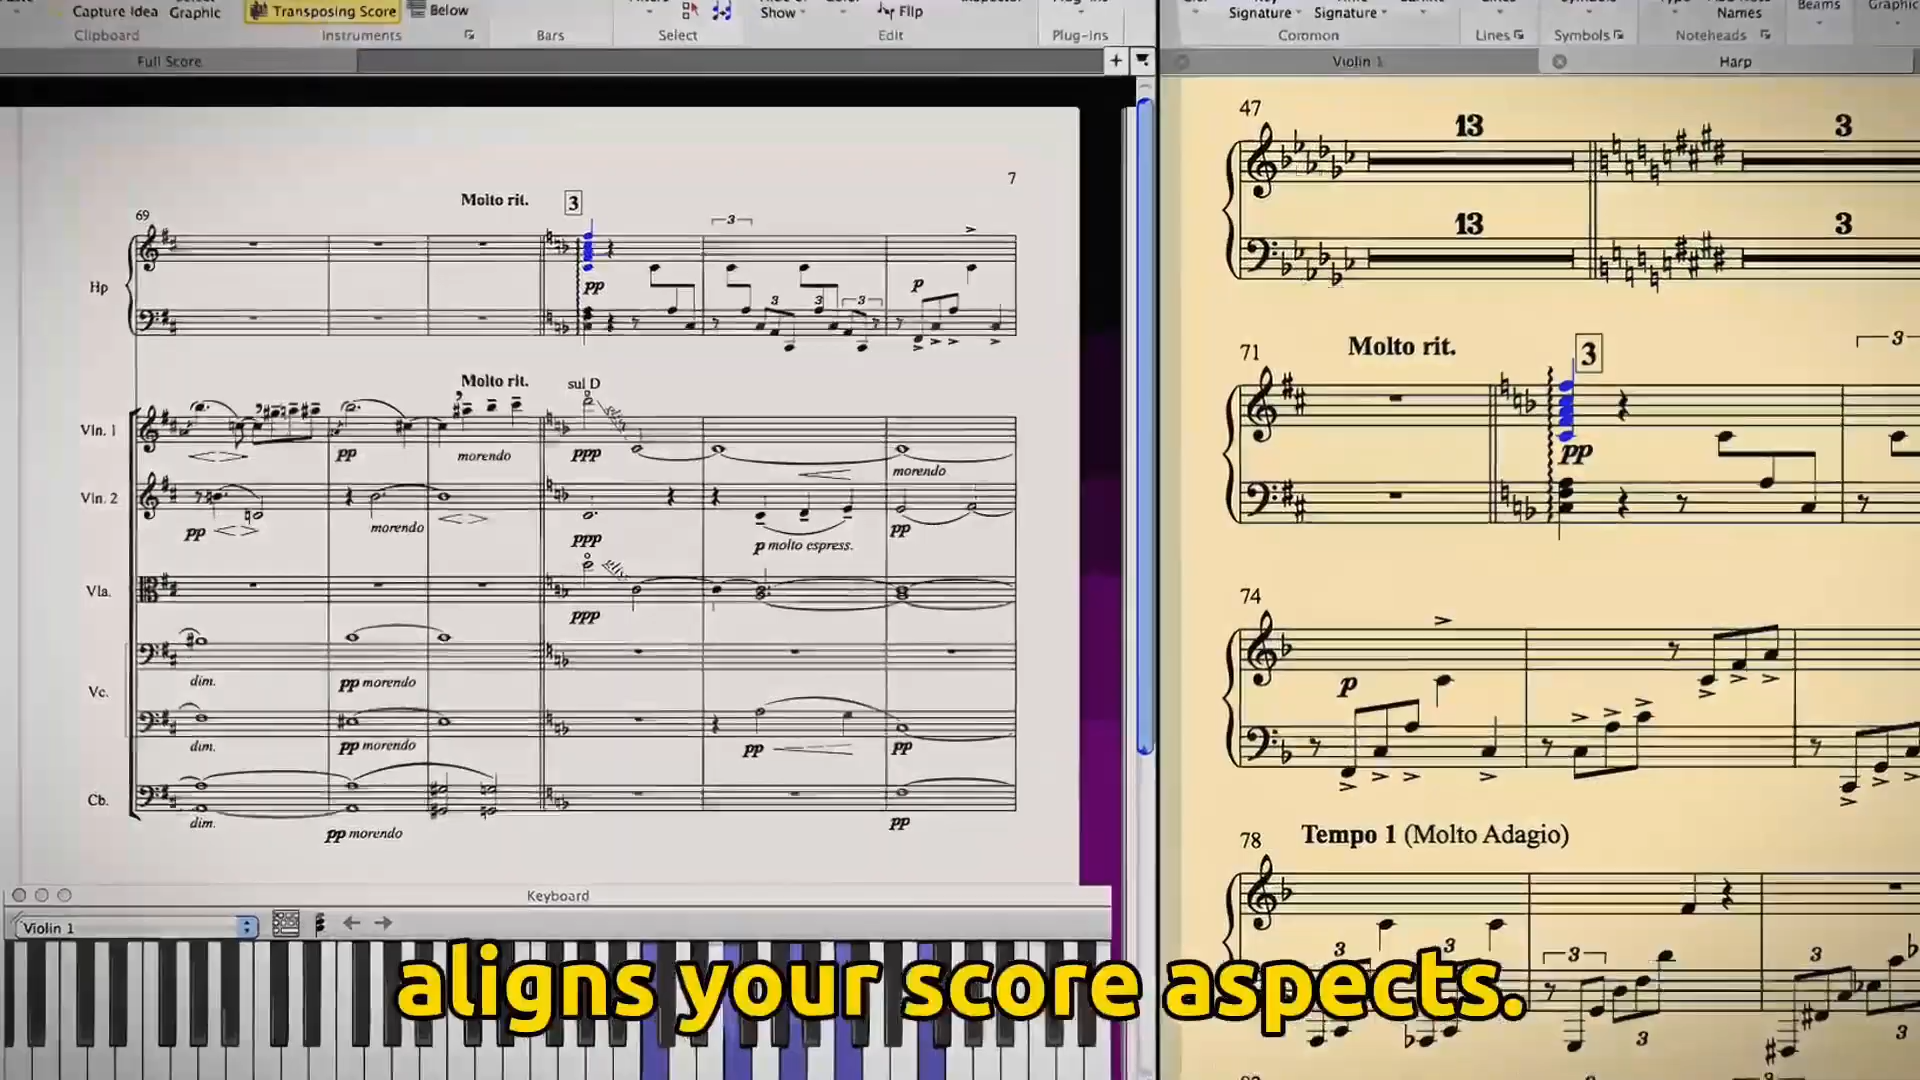 Capture Idea
Graphic
Transposing Score
Below
Show
Flip
Signature
Signature
Names
Beams
Clipboard
Instruments
Bars
Select
Edit
Plug-ins
Common
Lines
Symbols
Noteheads
Full Score
Violin 1
Harp
7
69
Molto rit.
3
3
Hp
pp
3
3
3
p
Molto rit.
sul D
Vln. 1
pp
morendo
ppp
morendo
Vln. 2
pp
morendo
ppp
p molto espress.
pp
Vla.
ppp
dim.
pp morendo
Vc.
dim.
pp morendo
pp
pp
Cb.
dim.
pp morendo
pp
47
13
3
13
3
71
Molto rit.
3
3
pp
74
p
78
Tempo 1 (Molto Adagio)
3
3
3
3
3
3
Keyboard
Violin 1
aligns your score aspects.